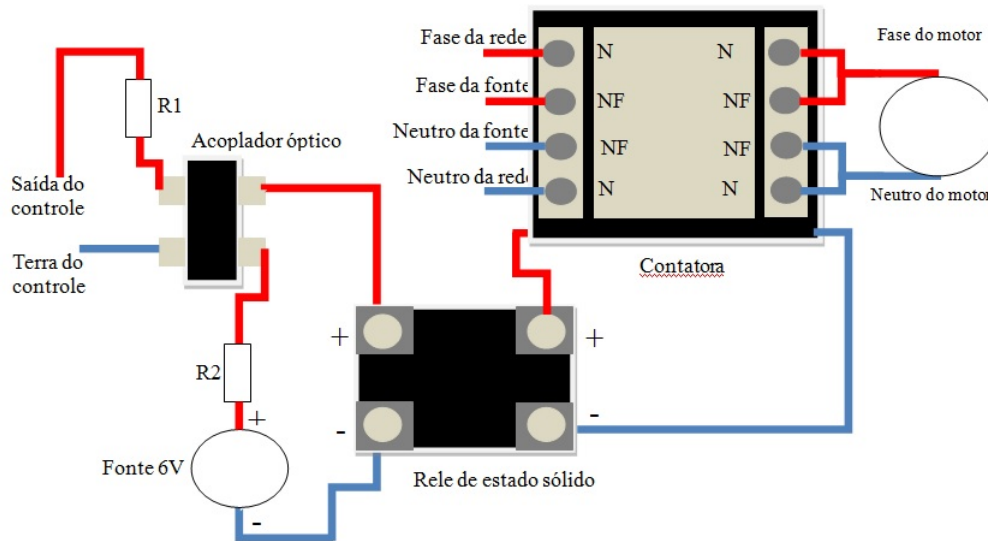 Fase da rede
N
N
Fase do motor
R1
Fase da fonte
NF
NF
Acoplador óptico
Neutro da fonte
NF
NF
Saída do
controle
Neutro da rede
N
N
Neutro do motor
Terra do
controle
Contatora
+
+
R2
+
-
-
Fonte 6V
Rele de estado sólido
-